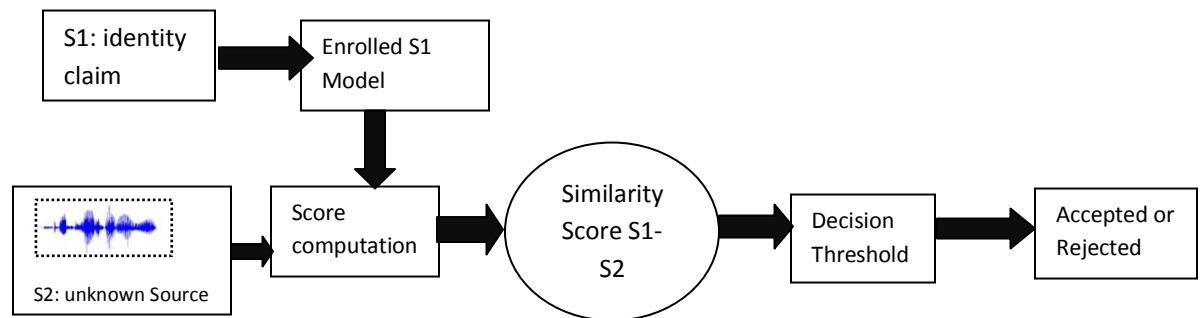 S1: identity
claim
Enrolled S1
Model
S2: unknown Source
Score
computation
Similarity
Score S1-
S2
Decision
Threshold
Accepted or
Rejected